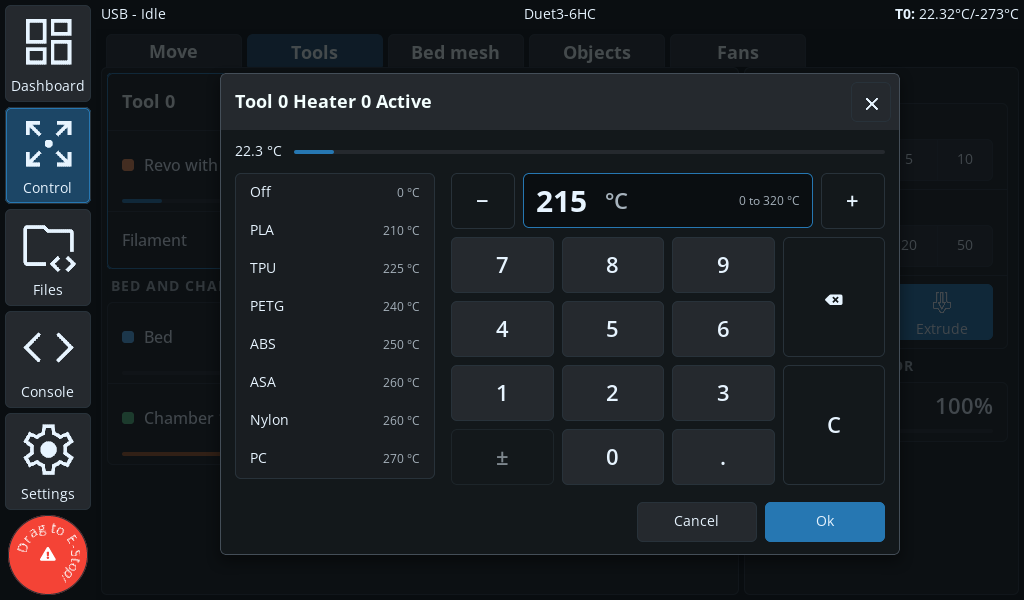 USB - Idle
Duet3-6HC
T0: 22.32°C/-273°C
Dashboard
Control
Files
Console
Settings
Drag to E-Stop!
Move
Tools
Bed mesh
Objects
Fans
Tool 0
Revo with
Filament
BED AND CHA
Bed
Chamber
5
10
20
50
Extrude
OR
100%
Tool 0 Heater 0 Active
22.3 °C
Off 0 °C
PLA 210 °C
TPU 225 °C
PETG 240 °C
ABS 250 °C
ASA 260 °C
Nylon 260 °C
PC 270 °C
− 215 °C 0 to 320 °C +
7 8 9
4 5 6
1 2 3
C
± 0 .
Cancel
Ok